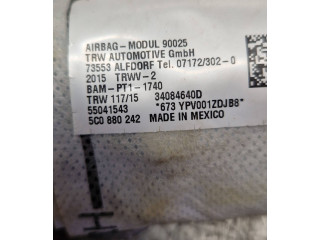 AIRBAG-MODUL 90025
TRW AUTOMOTIVE GmbH
73553 ALFDORF Tel. 07172/302-0
2015 TRWV-2
BAM-PT1-1740
TRW 117/15 34084640D
55041543 *673 YPV001ZDJB8*
5C0 880 242 MADE IN MEXICO